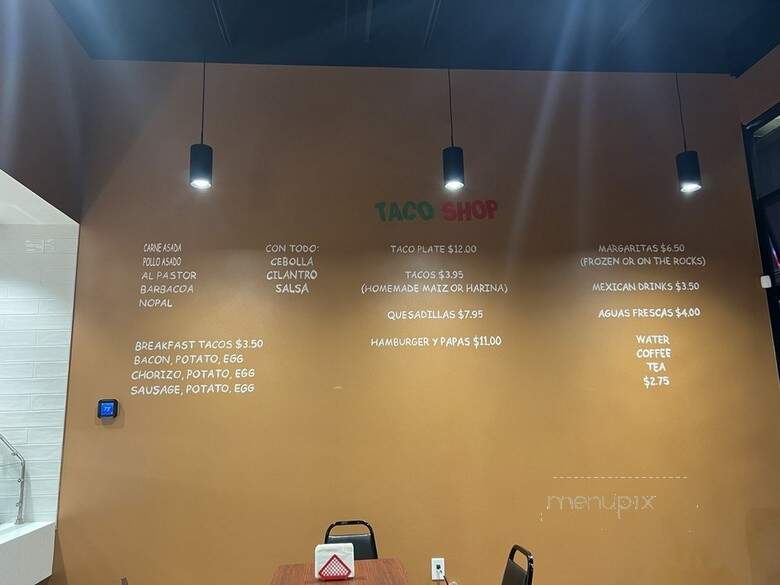 TACO SHOP
CARNE ASADA
POLLO ASADO
AL PASTOR
BARBACOA
NOPAL
CON TODO:
CEBOLLA
CILANTRO
SALSA
BREAKFAST TACOS $3.50
BACON, POTATO, EGG
CHORIZO, POTATO, EGG
SAUSAGE, POTATO, EGG
TACO PLATE $12.00
TACOS $3.95
(HOMEMADE MAIZ OR HARINA)
QUESADILLAS $7.95
HAMBURGER Y PAPAS $11.00
MARGARITAS $6.50
(FROZEN OR ON THE ROCKS)
MEXICAN DRINKS $3.50
AGUAS FRESCAS $4.00
WATER
COFFEE
TEA
$2.75
menupix